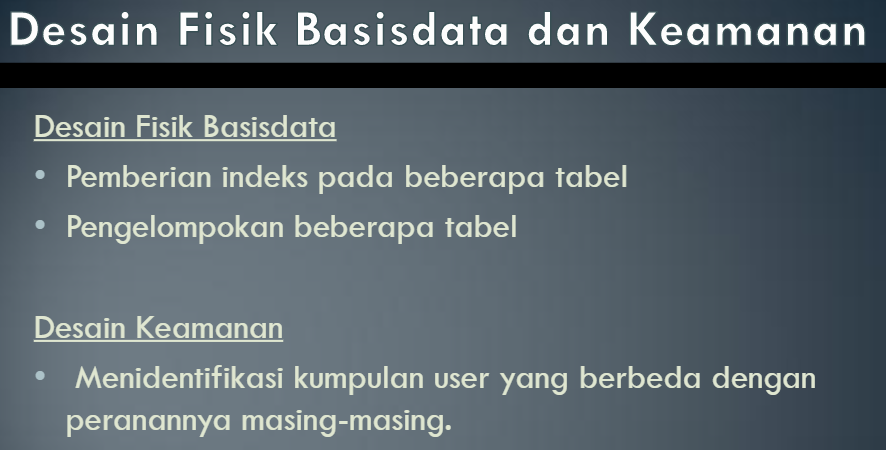 Desain Fisik Basisdata dan Keamanan
Desain Fisik Basisdata
• Pemberian indeks pada beberapa tabel
• Pengelompokan beberapa tabel
Desain Keamanan
• Menidentifikasi kumpulan user yang berbeda dengan
peranannya masing-masing.